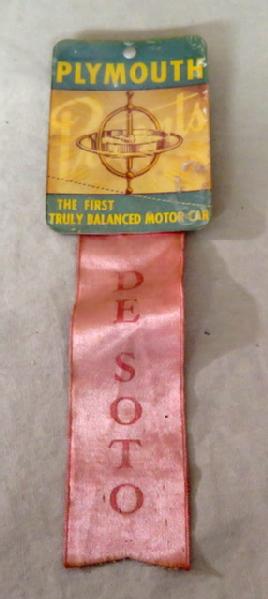 PLYMOUTH
THE FIRST
TRULY BALANCED MOTOR CAR
DE SOTO